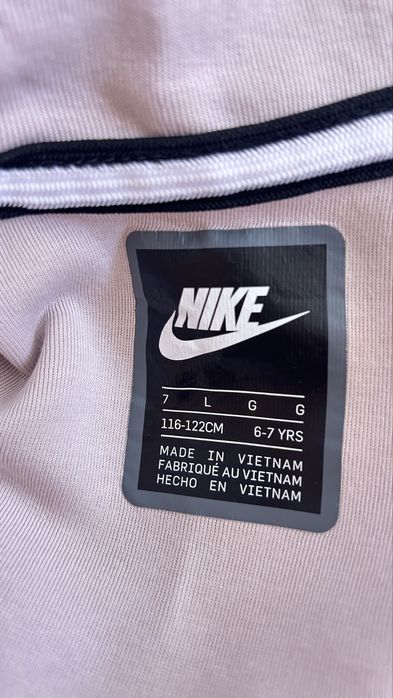 NIKE
7 L G G
116-122CM 6-7 YRS
MADE IN VIETNAM
FABRIQUÉ AU VIETNAM
HECHO EN VIETNAM